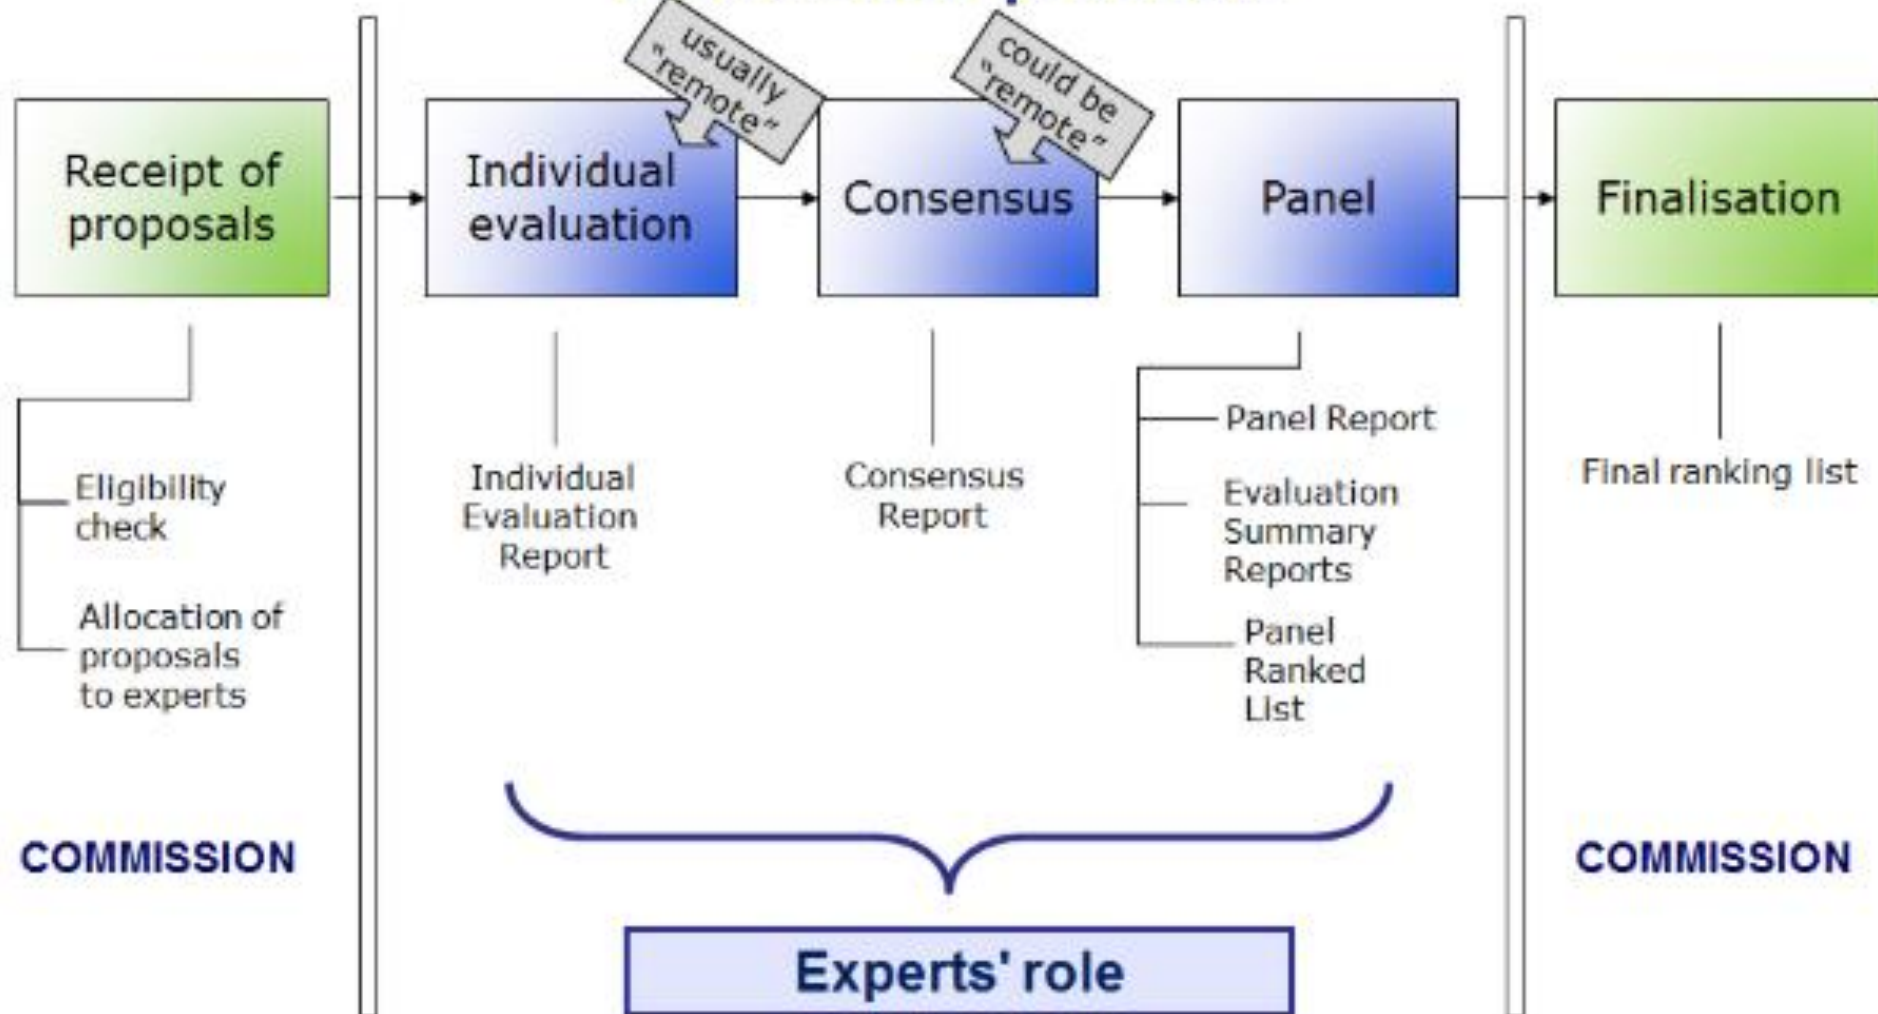 usually
"remote"
could be
"remote"
Receipt of
proposals
Individual
evaluation
Consensus
Panel
Finalisation
Eligibility
check
Allocation of
proposals
to experts
Individual
Evaluation
Report
Consensus
Report
Panel Report
Evaluation
Summary
Reports
Panel
Ranked
List
Final ranking list
COMMISSION
COMMISSION
Experts' role